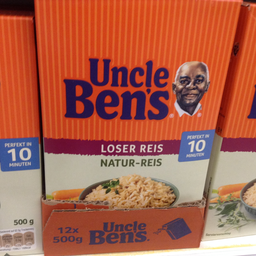 Uncle
Ben's
LOSER REIS
NATUR-REIS
PERFEKT IN
10
MINUTEN
PERFEKT IN
10
MINUTEN
500 g
12x
500g
Uncle
Ben's